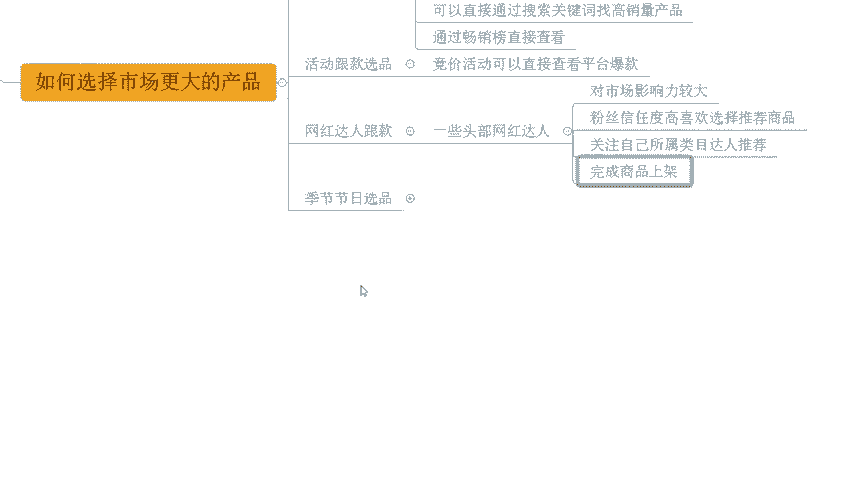 可以直接通过搜索关键词找高销量产品
通过畅销榜直接查看
活动跟款选品
竞价活动可以直接查看平台爆款
如何选择市场更大的产品
对市场影响力较大
粉丝信任度高喜欢选择推荐商品
网红达人跟款
一些头部网红达人
关注自己所属类目达人推荐
完成商品上架
季节节日选品